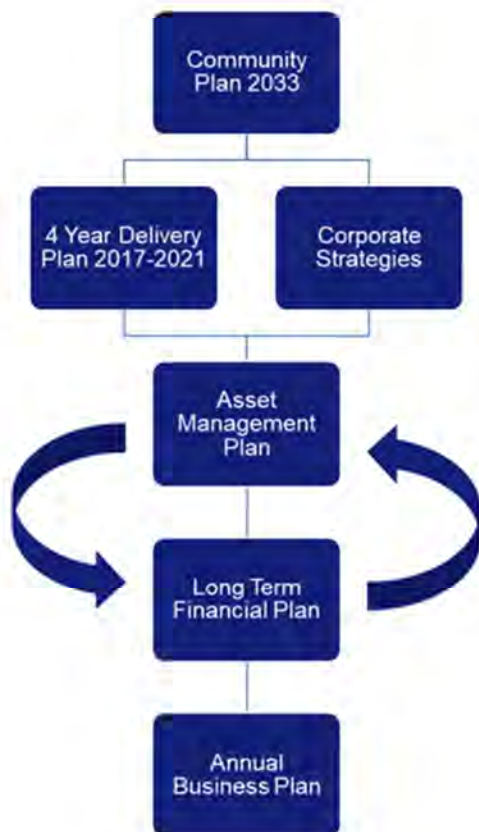 Community
Plan 2033
4 Year Delivery
Plan 2017-2021
Corporate
Strategies
Asset
Management
Plan
Long Term
Financial Plan
Annual
Business Plan